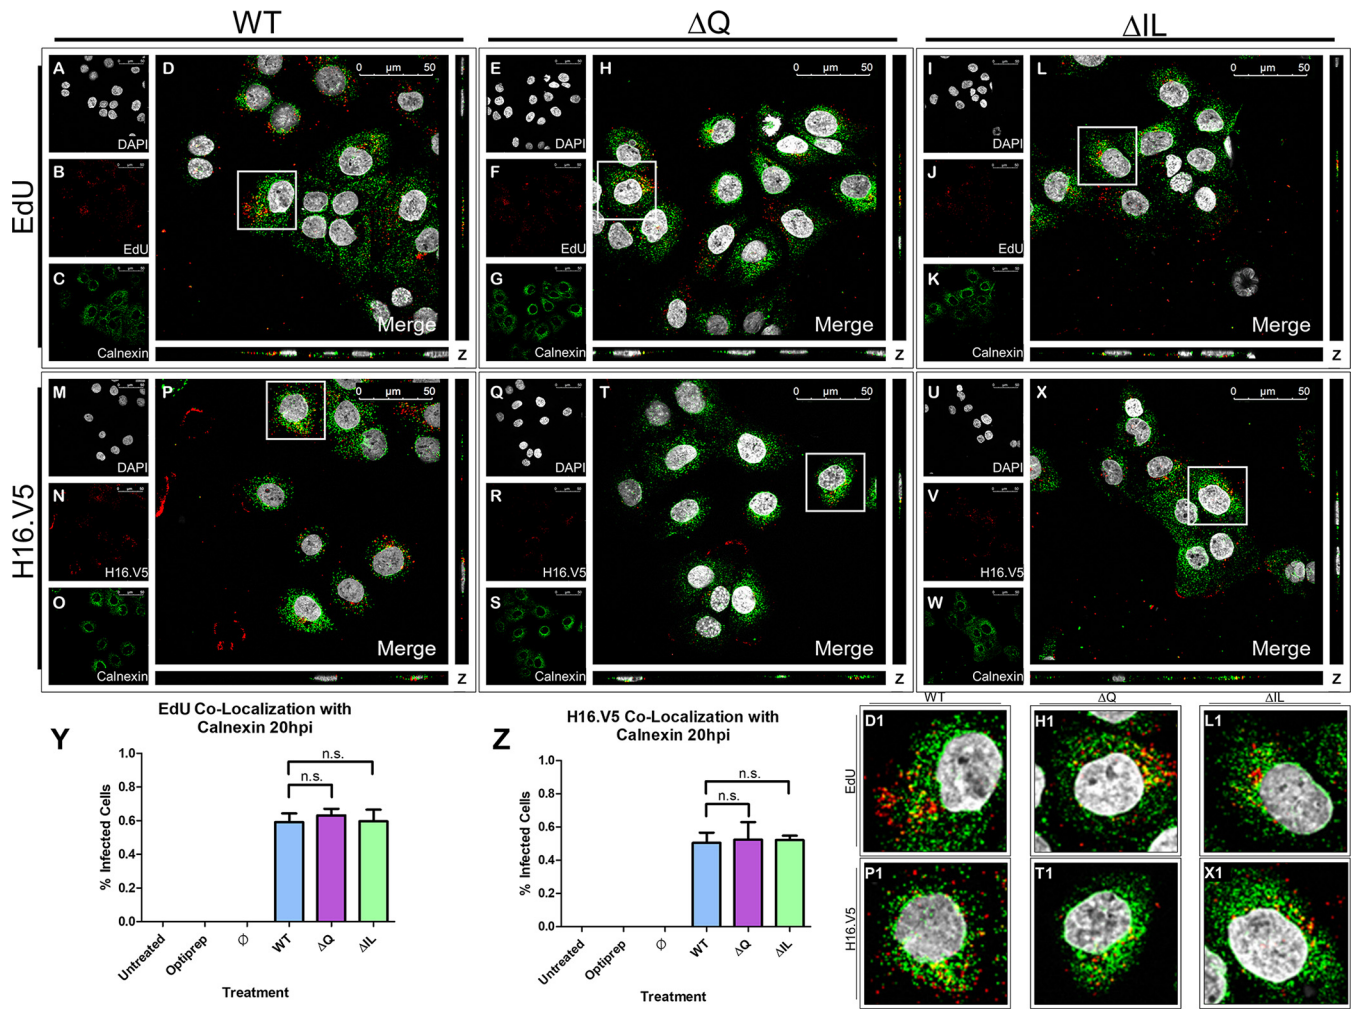 WT
ΔQ
ΔIL
EdU
A
DAPI
B
EdU
C
Calnexin
D
0 µm 50
Merge
Z
E
DAPI
F
EdU
G
Calnexin
H
0 µm 50
Merge
Z
I
DAPI
J
EdU
K
Calnexin
L
0 µm 50
Merge
Z
H16.V5
M
DAPI
N
H16.V5
O
Calnexin
P
0 µm 50
Merge
Z
Q
DAPI
R
H16.V5
S
Calnexin
T
0 µm 50
Merge
Z
U
DAPI
V
H16.V5
W
Calnexin
X
0 µm 50
Merge
Z
Y
EdU Co-Localization with
Calnexin 20hpi
% Infected Cells
1.0
0.8
0.6
0.4
0.2
0.0
n.s.
n.s.
Untreated
Optiprep
∅
WT
ΔQ
ΔIL
Treatment
Z
H16.V5 Co-Localization with
Calnexin 20hpi
% Infected Cells
1.0
0.8
0.6
0.4
0.2
0.0
n.s.
n.s.
Untreated
Optiprep
∅
WT
ΔQ
ΔIL
Treatment
WT
ΔQ
ΔIL
EdU
D1
H1
L1
H16.V5
P1
T1
X1